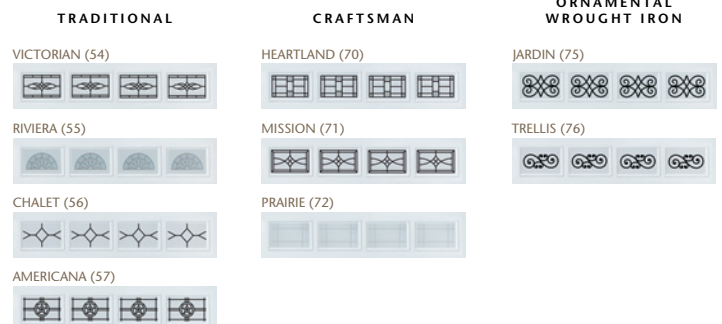 TRADITIONAL
VICTORIAN (54)
RIVIERA (55)
CHALET (56)
AMERICANA (57)
CRAFTSMAN
HEARTLAND (70)
MISSION (71)
PRAIRIE (72)
ORNAMENTAL
WROUGHT IRON
JARDIN (75)
TRELLIS (76)